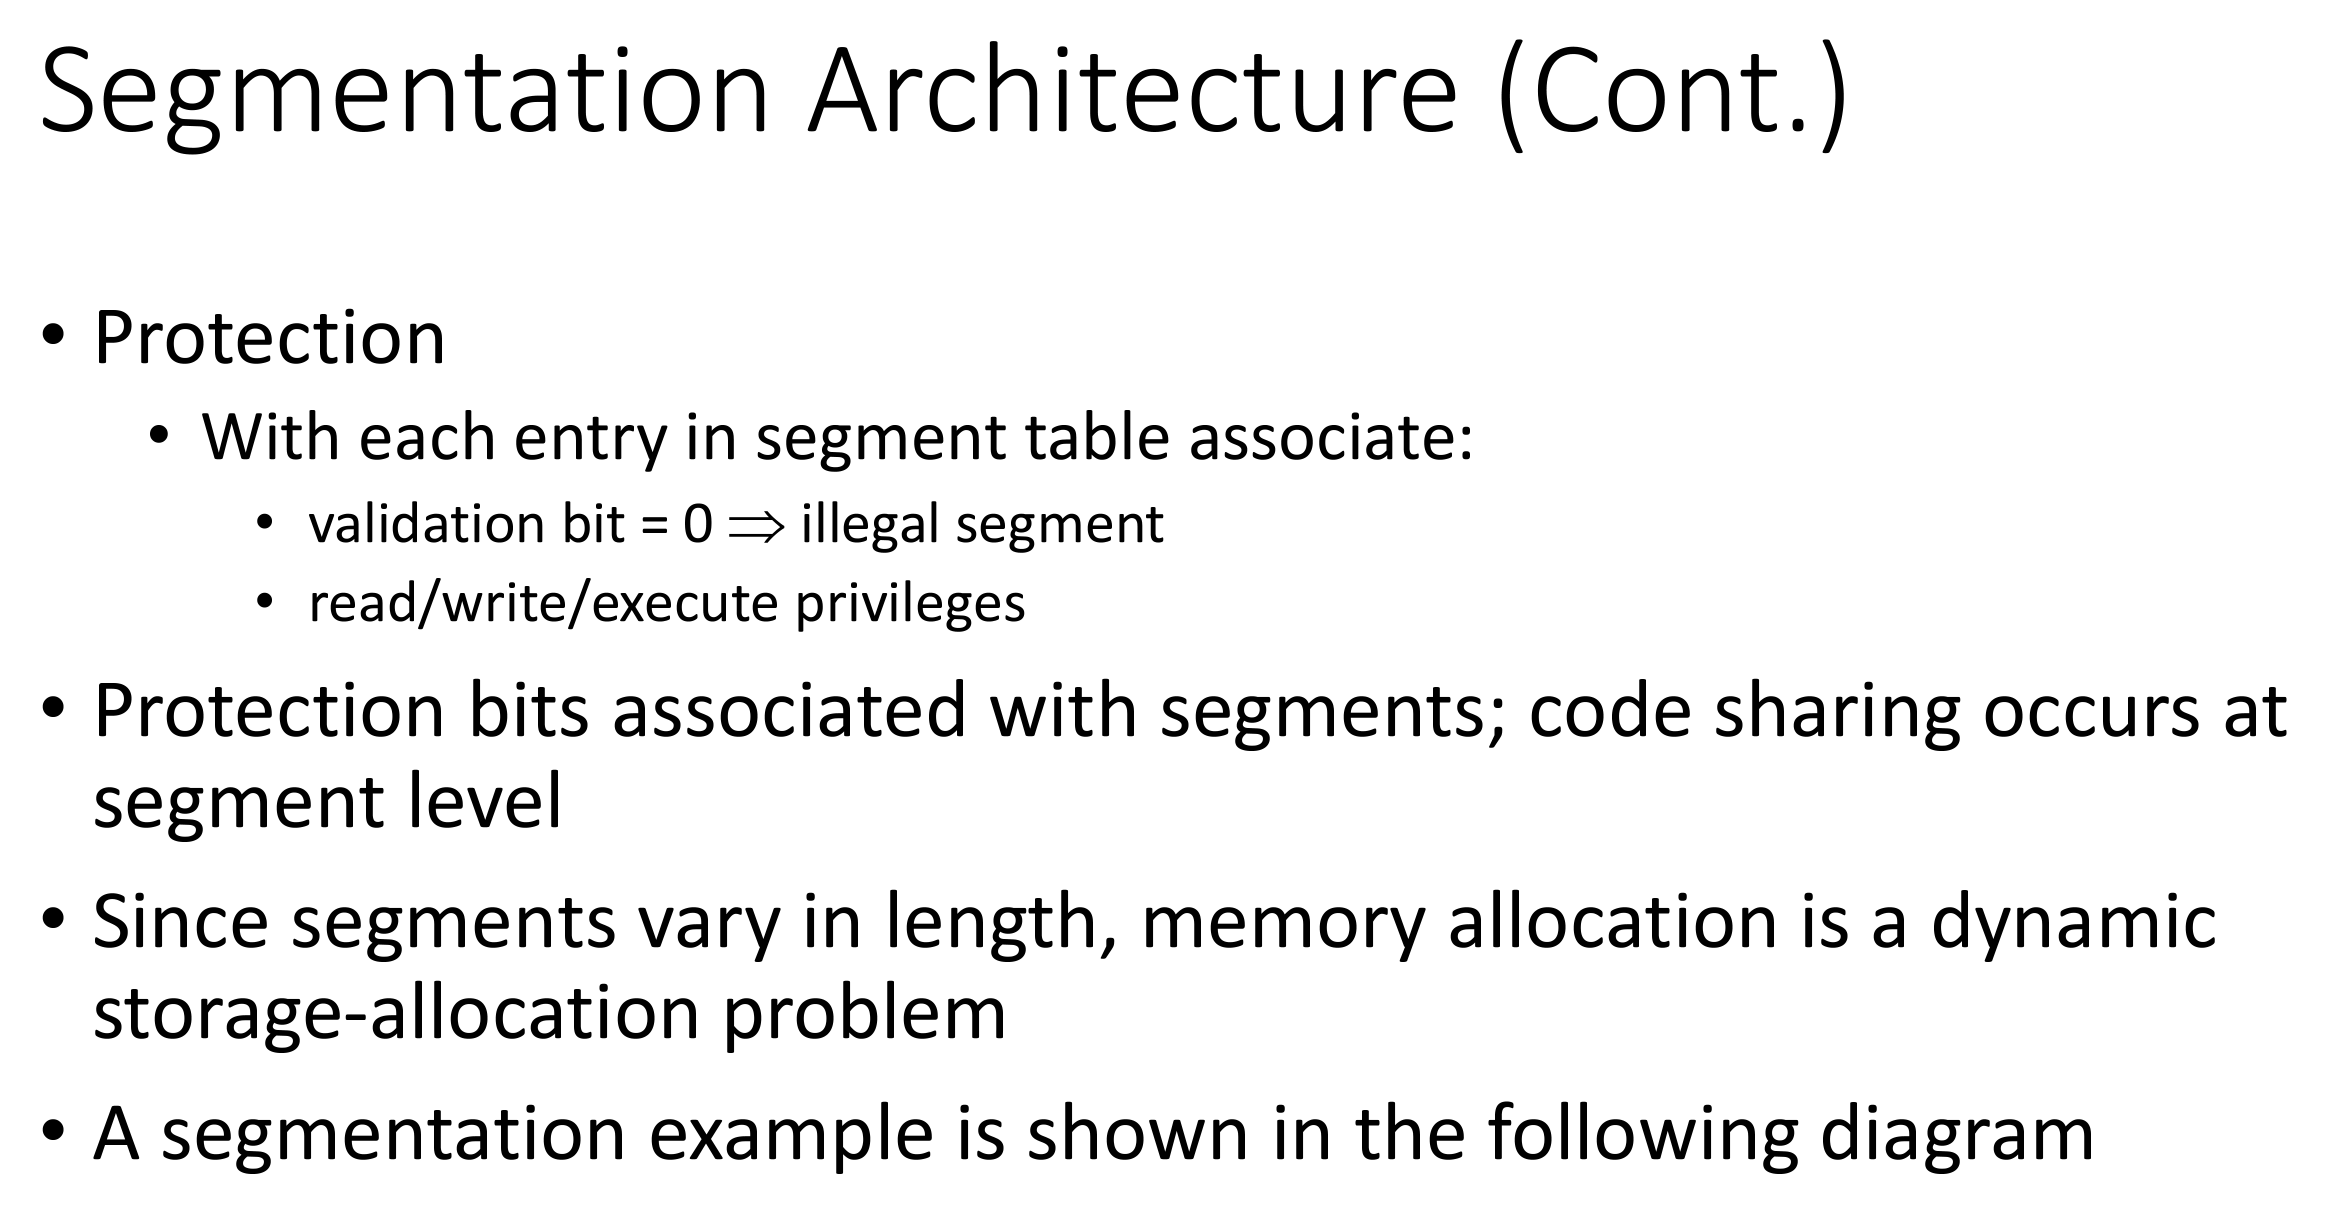 Segmentation Architecture (Cont.)
• Protection
• With each entry in segment table associate:
• validation bit = 0 ⇒ illegal segment
• read/write/execute privileges
• Protection bits associated with segments; code sharing occurs at
segment level
• Since segments vary in length, memory allocation is a dynamic
storage-allocation problem
• A segmentation example is shown in the following diagram